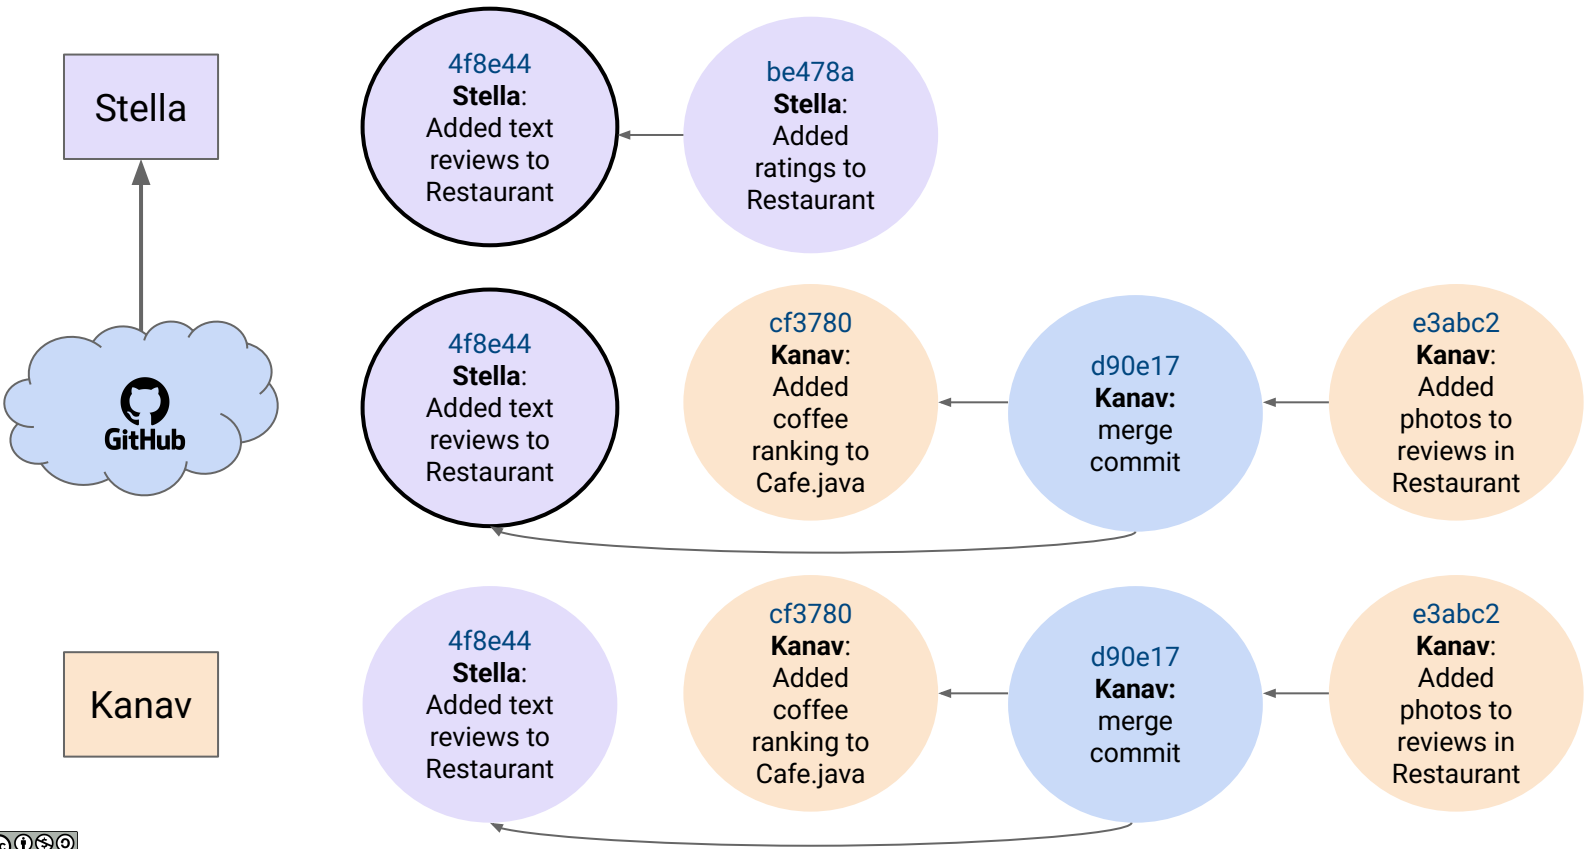 Stella
4f8e44
Stella:
Added text
reviews to
Restaurant
be478a
Stella:
Added
ratings to
Restaurant
GitHub
4f8e44
Stella:
Added text
reviews to
Restaurant
cf3780
Kanav:
Added
coffee
ranking to
Cafe.java
d90e17
Kanav:
merge
commit
e3abc2
Kanav:
Added
photos to
reviews in
Restaurant
Kanav
4f8e44
Stella:
Added text
reviews to
Restaurant
cf3780
Kanav:
Added
coffee
ranking to
Cafe.java
d90e17
Kanav:
merge
commit
e3abc2
Kanav:
Added
photos to
reviews in
Restaurant